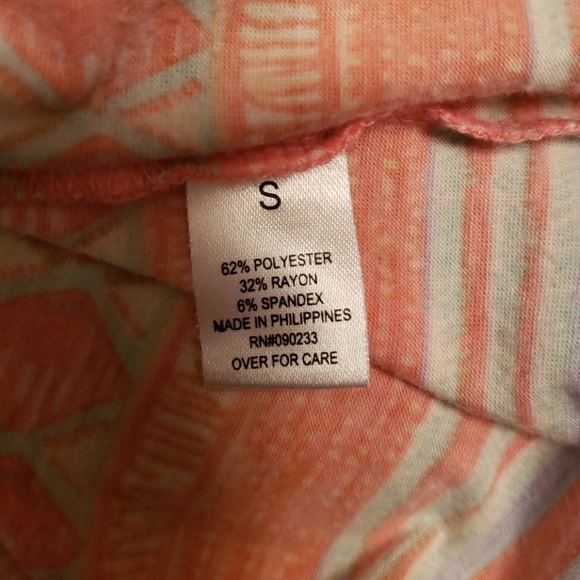 S
62% POLYESTER
32% RAYON
6% SPANDEX
MADE IN PHILIPPINES
RN#090233
OVER FOR CARE